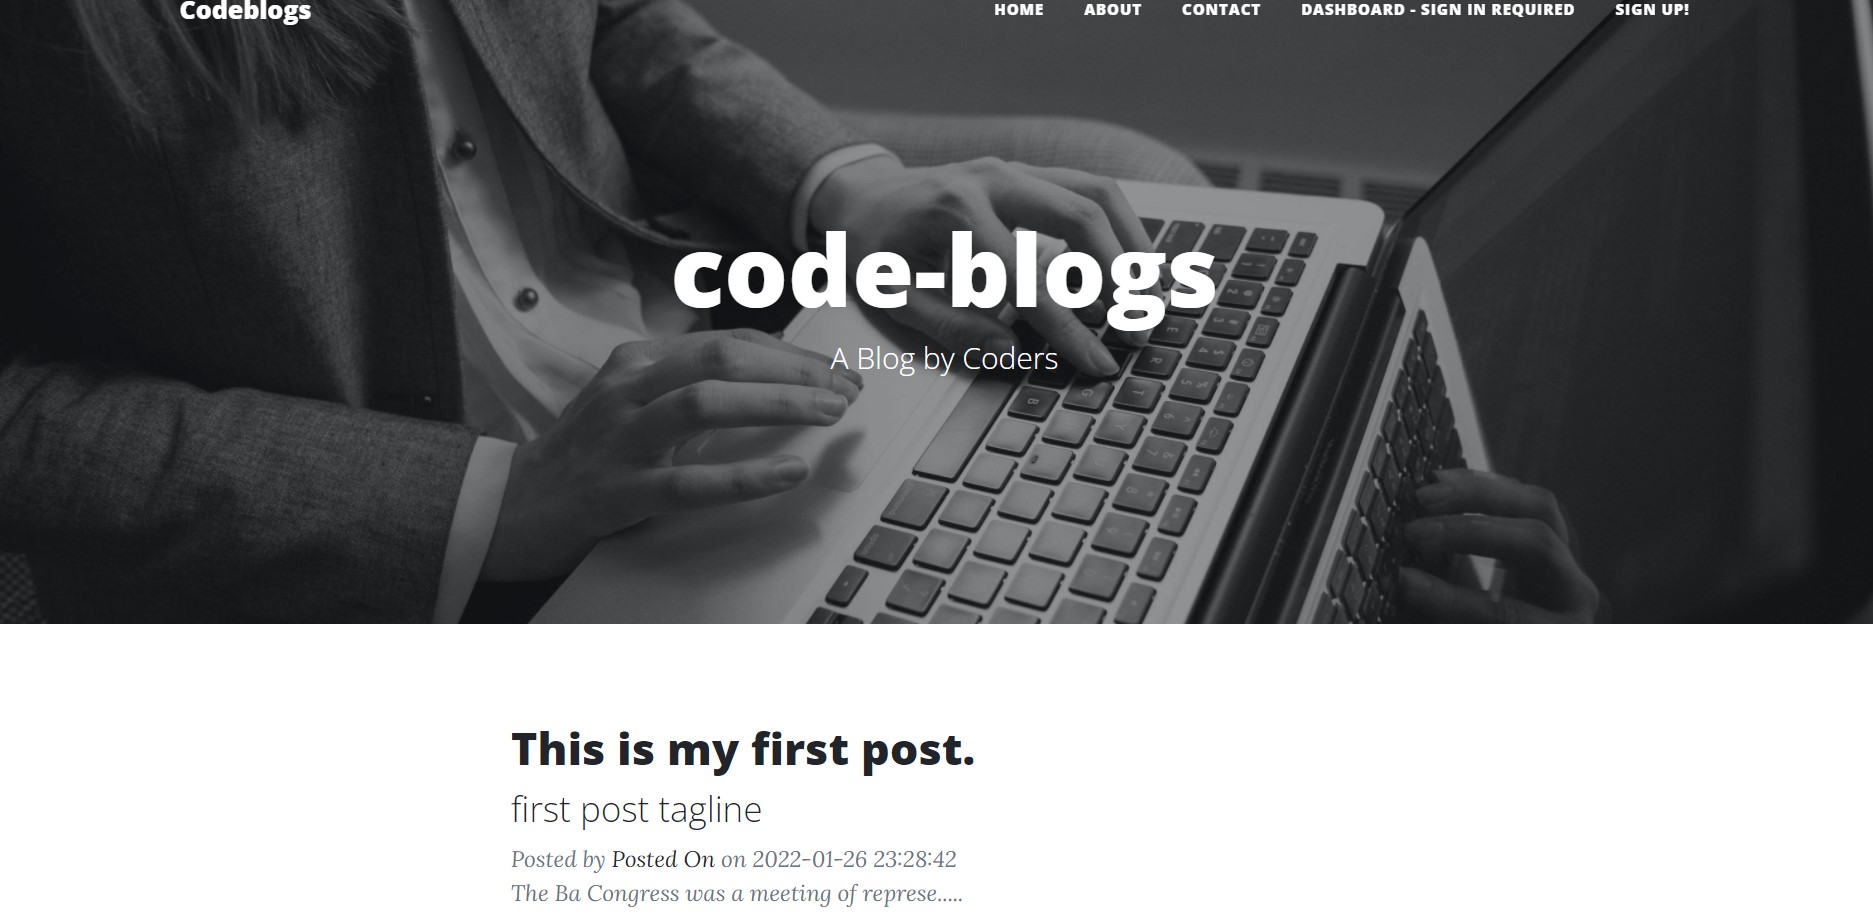 Codeblogs
HOME ABOUT CONTACT DASHBOARD - SIGN IN REQUIRED SIGN UP!
code-blogs
A Blog by Coders
This is my first post.
first post tagline
Posted by Posted On on 2022-01-26 23:28:42
The Ba Congress was a meeting of represe.....